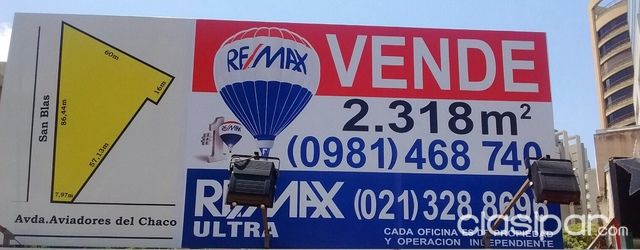 60m
16m
San Blas
86,44m
57,13m
7,97m
Avda.Aviadores del Chaco
RE/MAX
VENDE
2.318m²
(0981) 468 740
RE/MAX
ULTRA
(021) 328
CADA OFICINA ES DE PROPIEDAD
Y OPERACION INDEPENDIENTE
clasipar.com